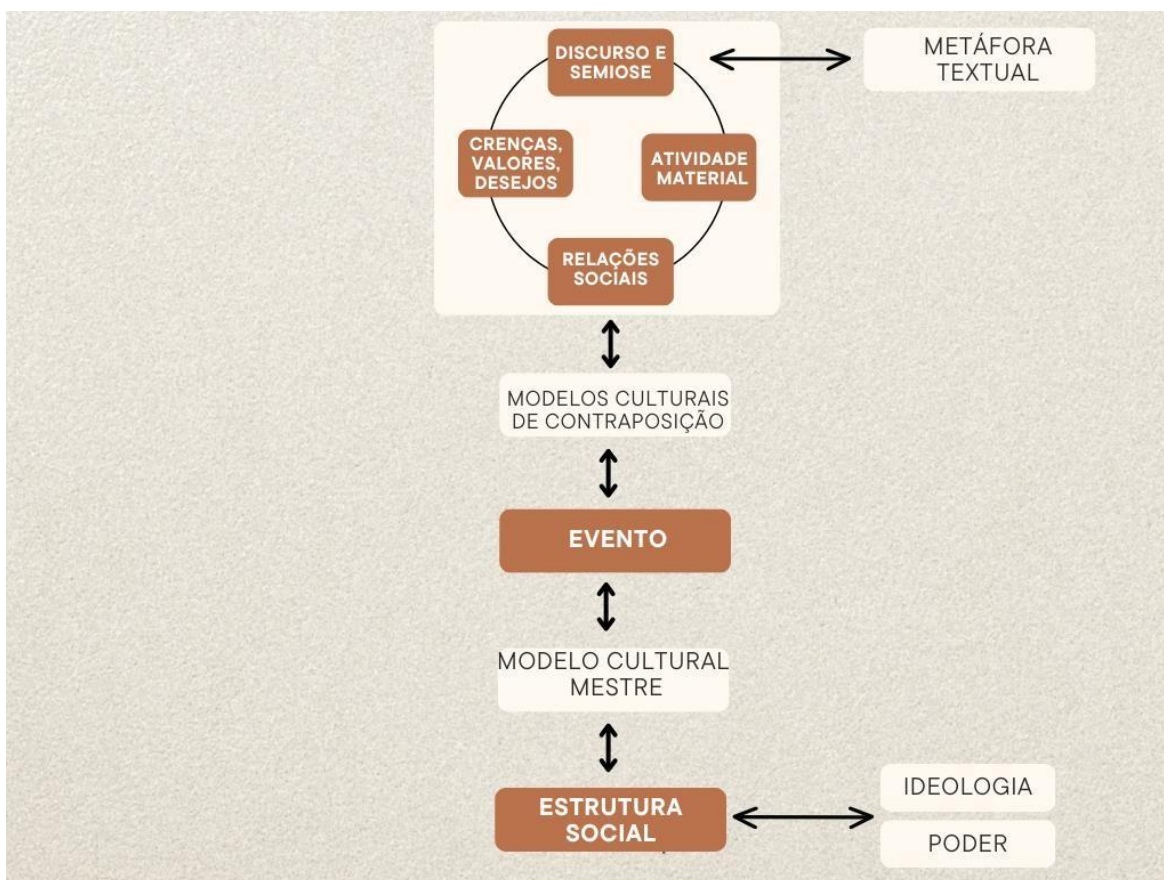 DISCURSO E
SEMIOSE
METÁFORA
TEXTUAL
CRENÇAS,
VALORES,
DESEJOS
ATIVIDADE
MATERIAL
RELAÇÕES
SOCIAIS
MODELOS CULTURAIS
DE CONTRAPOSIÇÃO
EVENTO
MODELO CULTURAL
MESTRE
ESTRUTURA
SOCIAL
IDEOLOGIA
PODER